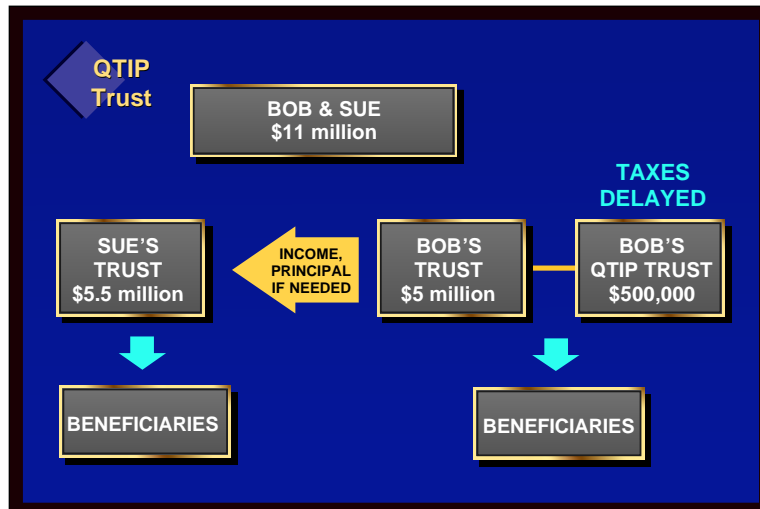 QTIP
Trust
BOB & SUE
$11 million
TAXES
DELAYED
SUE'S
TRUST
$5.5 million
INCOME,
PRINCIPAL
IF NEEDED
BOB'S
TRUST
$5 million
BOB'S
QTIP TRUST
$500,000
BENEFICIARIES
BENEFICIARIES